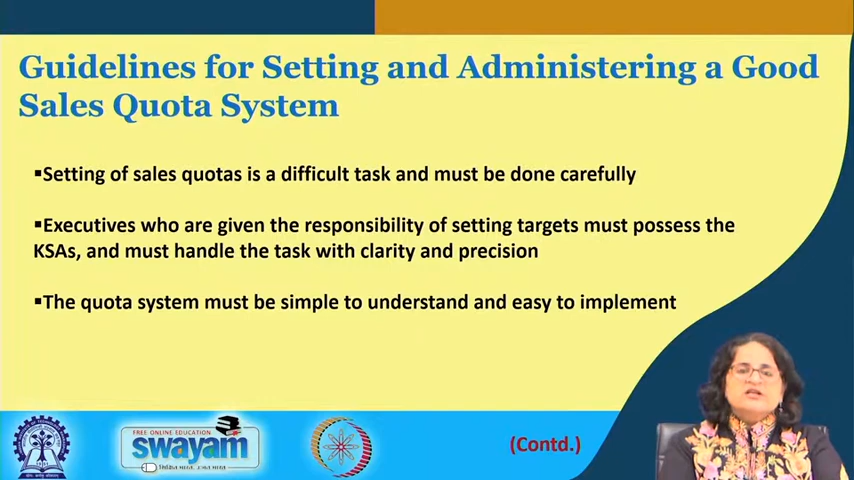 Guidelines for Setting and Administering a Good
Sales Quota System
▪Setting of sales quotas is a difficult task and must be done carefully
▪Executives who are given the responsibility of setting targets must possess the
KSAs, and must handle the task with clarity and precision
▪The quota system must be simple to understand and easy to implement
FREE ONLINE EDUCATION
swayam
(Contd.)